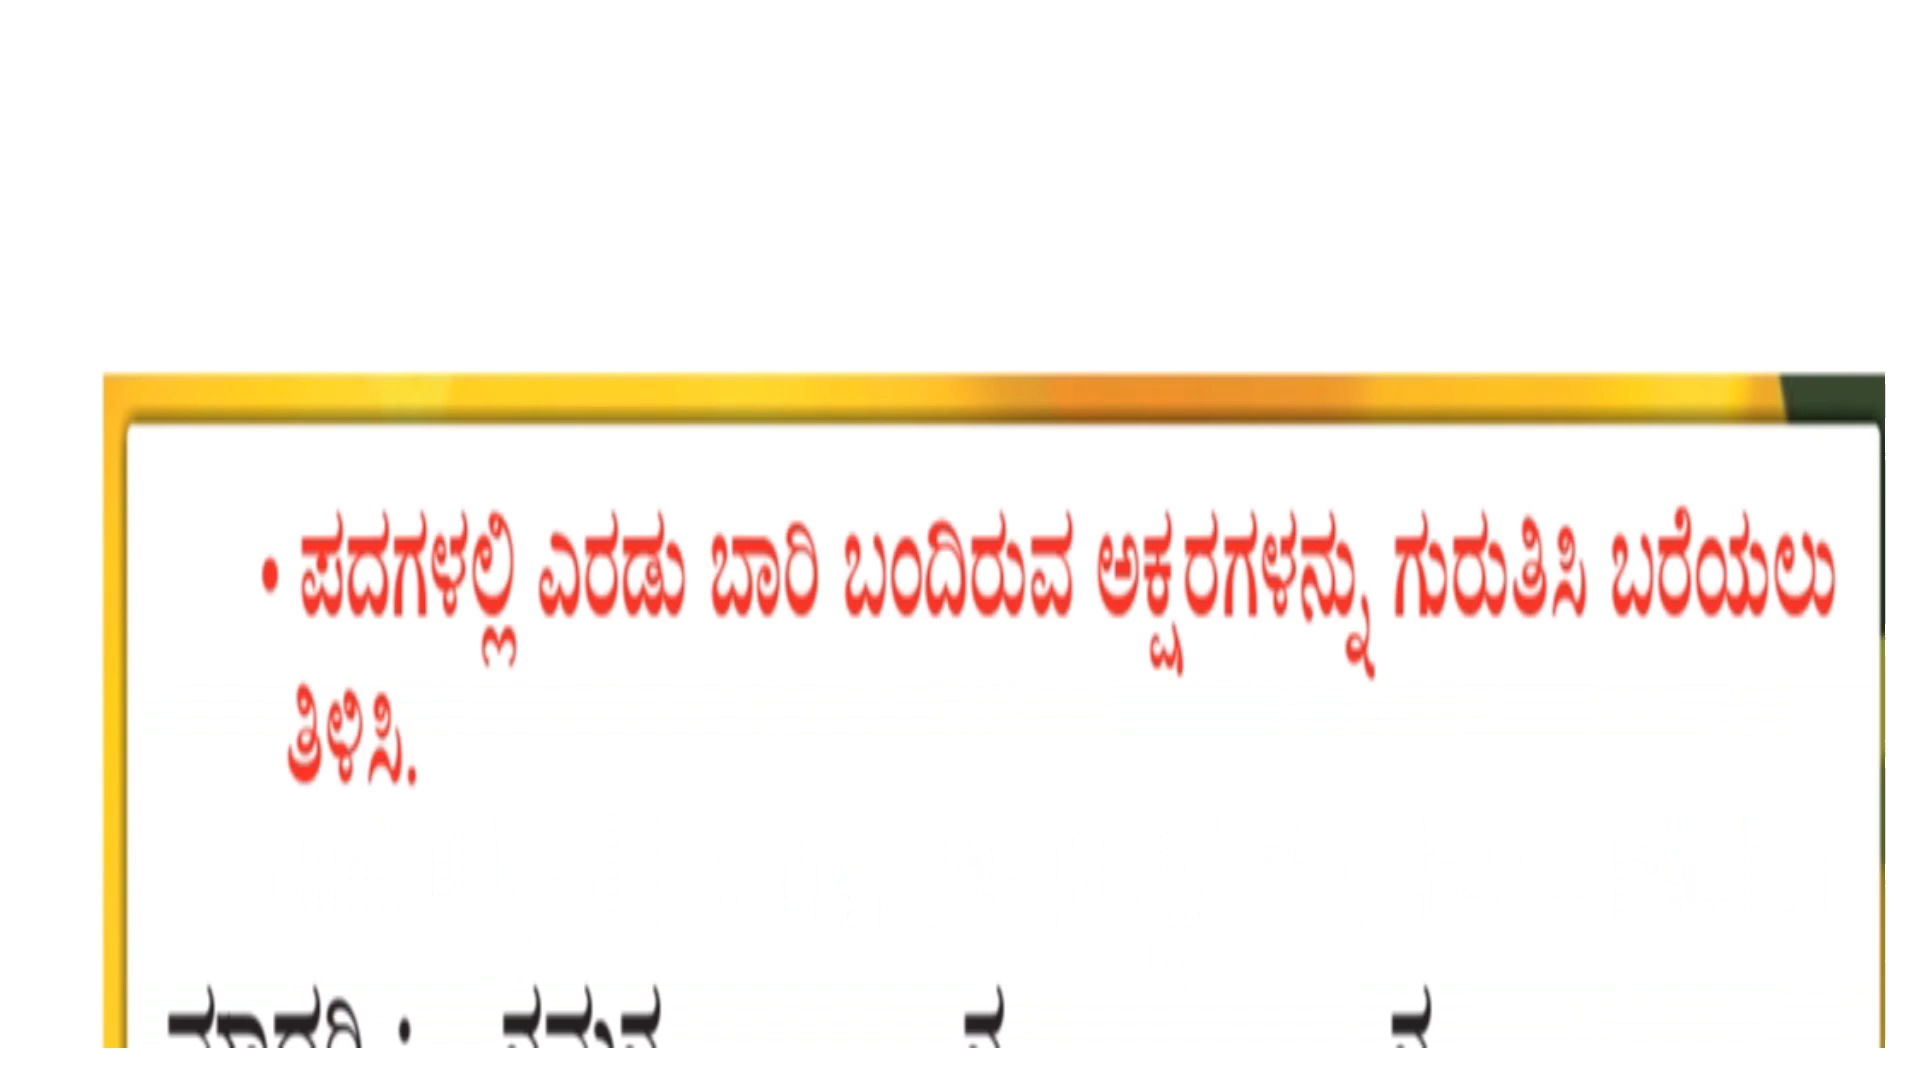 • ಪದಗಳಲ್ಲಿ ಎರಡು ಬಾರಿ ಬಂದಿರುವ ಅಕ್ಷರಗಳನ್ನು ಗುರುತಿಸಿ ಬರೆಯಲು
ತಿಳಿಸಿ.